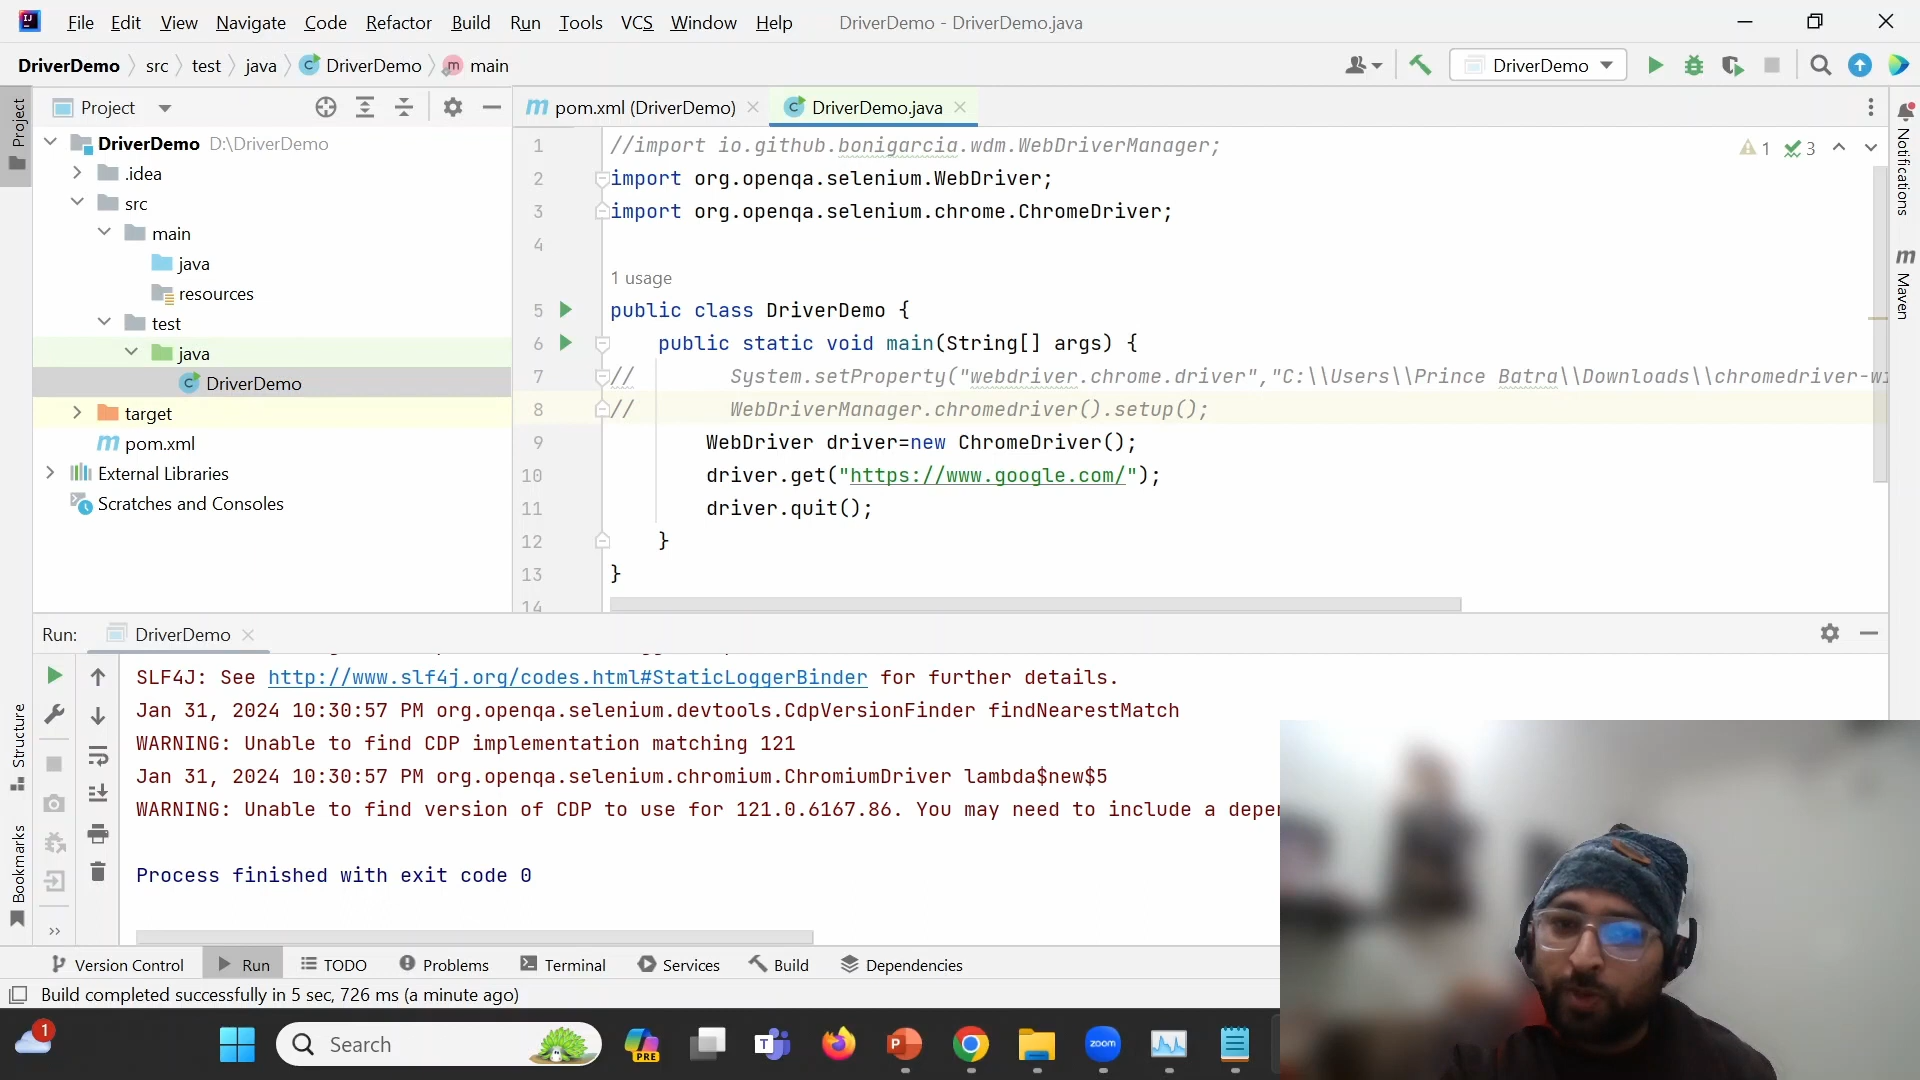 File Edit View Navigate Code Refactor Build Run Tools VCS Window Help DriverDemo - DriverDemo.java
DriverDemo src test java DriverDemo m main DriverDemo
Project
Project
pom.xml (DriverDemo) DriverDemo.java
DriverDemo D:\DriverDemo
.idea
src
main
java
resources
test
java
DriverDemo
target
pom.xml
External Libraries
Scratches and Consoles
1 //import io.github.bonigarcia.wdm.WebDriverManager;
1 3
2 import org.openqa.selenium.WebDriver;
3 import org.openqa.selenium.chrome.ChromeDriver;
4
1 usage
5 public class DriverDemo {
6 public static void main(String[] args) {
7 // System.setProperty("webdriver.chrome.driver","C:\\Users\\Prince Batra\\Downloads\\chromedriver-wi
8 // WebDriverManager.chromedriver().setup();
9 WebDriver driver=new ChromeDriver();
10 driver.get("https://www.google.com/");
11 driver.quit();
12 }
13 }
14
Notifications
Maven
Run: DriverDemo
SLF4J: See http://www.slf4j.org/codes.html#StaticLoggerBinder for further details.
Jan 31, 2024 10:30:57 PM org.openqa.selenium.devtools.CdpVersionFinder findNearestMatch
WARNING: Unable to find CDP implementation matching 121
Jan 31, 2024 10:30:57 PM org.openqa.selenium.chromium.ChromiumDriver lambda$new$5
WARNING: Unable to find version of CDP to use for 121.0.6167.86. You may need to include a depe
Process finished with exit code 0
Structure
Bookmarks
Version Control Run TODO Problems Terminal Services Build Dependencies
Build completed successfully in 5 sec, 726 ms (a minute ago)
1 Search PRE zoom